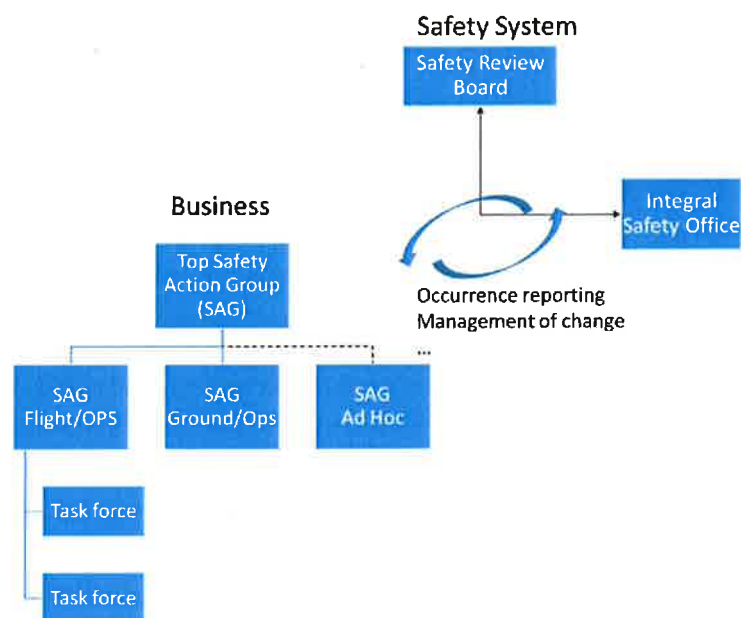 Safety System
Safety Review
Board
Integral
Safety Office
Business
Top Safety
Action Group
(SAG)
Occurrence reporting
Management of change
...
SAG
Flight/OPS
SAG
Ground/Ops
SAG
Ad Hoc
Task force
Task force